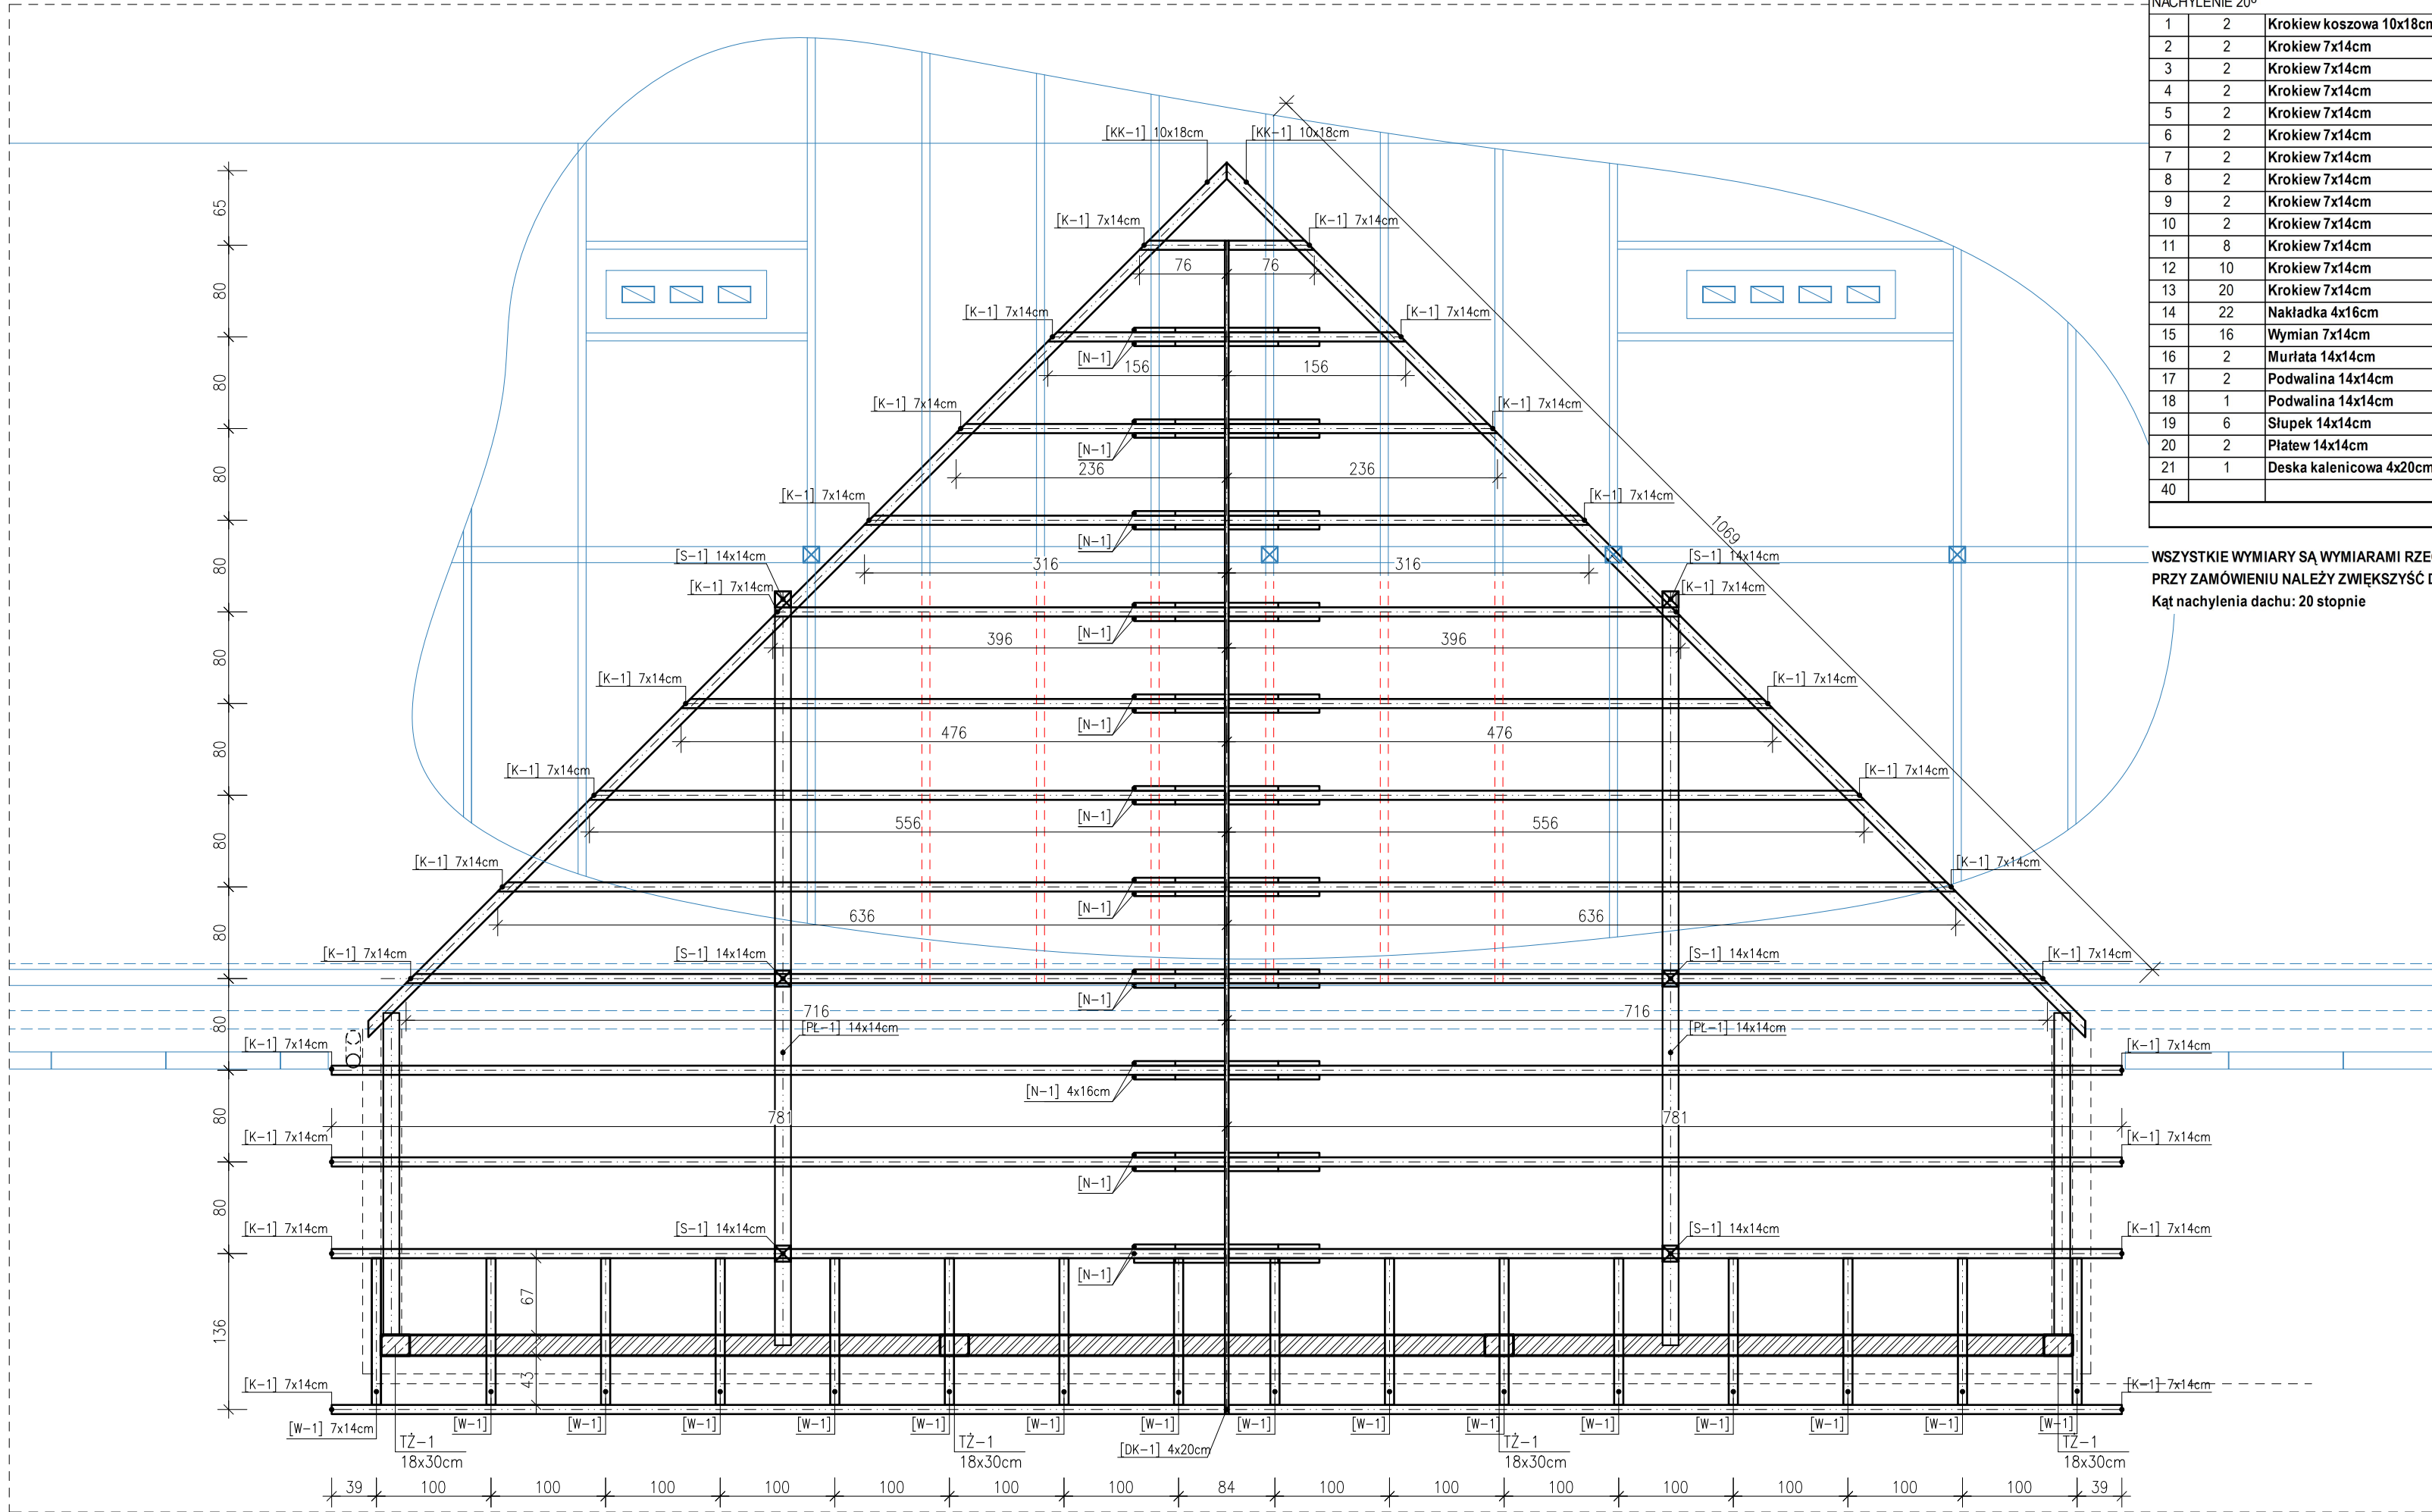 NACHYLENIE 20º
1 2 Krokiew koszowa 10x18cm
2 2 Krokiew 7x14cm
3 2 Krokiew 7x14cm
4 2 Krokiew 7x14cm
5 2 Krokiew 7x14cm
6 2 Krokiew 7x14cm
7 2 Krokiew 7x14cm
8 2 Krokiew 7x14cm
9 2 Krokiew 7x14cm
10 2 Krokiew 7x14cm
11 8 Krokiew 7x14cm
12 10 Krokiew 7x14cm
13 20 Krokiew 7x14cm
14 22 Nakładka 4x16cm
15 16 Wymian 7x14cm
16 2 Murłata 14x14cm
17 2 Podwalina 14x14cm
18 1 Podwalina 14x14cm
19 6 Słupek 14x14cm
20 2 Płatew 14x14cm
21 1 Deska kalenicowa 4x20cm
40
WSZYSTKIE WYMIARY SĄ WYMIARAMI
PRZY ZAMÓWIENIU NALEŻY ZWIĘKSZYŚĆ
Kąt nachylenia dachu: 20 stopnie
[KK-1] 10x18cm [KK-1] 10x18cm
65
[K-1] 7x14cm [K-1] 7x14cm
76 76
80
[K-1] 7x14cm [K-1] 7x14cm
[N-1]
156 156
80
[K-1] 7x14cm [K-1] 7x14cm
[N-1]
236 236
80
[K-1] 7x14cm [K-1] 7x14cm
1069
[N-1]
[S-1] 14x14cm [S-1] 14x14cm
316 316
80
[K-1] 7x14cm [K-1] 7x14cm
[N-1]
396 396
80
[K-1] 7x14cm [K-1] 7x14cm
[N-1]
476 476
80
[K-1] 7x14cm [K-1] 7x14cm
[N-1]
556 556
80
[K-1] 7x14cm [K-1] 7x14cm
[N-1]
636 636
80
[K-1] 7x14cm [S-1] 14x14cm [S-1] 14x14cm [K-1] 7x14cm
[N-1]
716 716
80
[PŁ-1] 14x14cm [PŁ-1] 14x14cm
[K-1] 7x14cm [K-1] 7x14cm
[N-1] 4x16cm
781 781
80
[K-1] 7x14cm [K-1] 7x14cm
[N-1]
80
[K-1] 7x14cm [S-1] 14x14cm [S-1] 14x14cm [K-1] 7x14cm
[N-1]
67
136
43
[K-1] 7x14cm [K-1] 7x14cm
[W-1] 7x14cm [W-1] [W-1] [W-1] [W-1] [W-1] [W-1] [W-1] [W-1] [W-1] [W-1] [W-1] [W-1] [W-1] [W-1] [W-1]
TŻ-1 TŻ-1 [DK-1] 4x20cm TŻ-1 TŻ-1
18x30cm 18x30cm 18x30cm 18x30cm
39 100 100 100 100 100 100 100 84 100 100 100 100 100 100 100 39